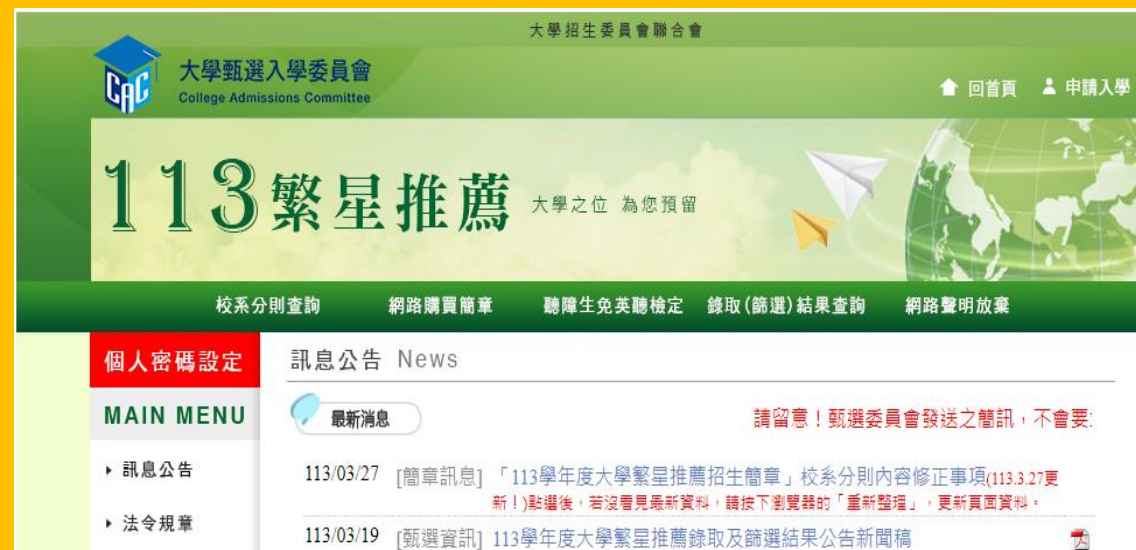 大學招生委員會聯合會
CAC
大學甄選入學委員會
College Admissions Committee
回首頁 申請入學
113繁星推薦 大學之位 為您預留
校系分則查詢 網路購買簡章 聽障生免英聽檢定 錄取(篩選)結果查詢 網路聲明放棄
個人密碼設定
訊息公告 News
MAIN MENU
最新消息
請留意!甄選委員會發送之簡訊,不會要
訊息公告
113/03/27 [簡章訊息] 「113學年度大學繁星推薦招生簡章」校系分則內容修正事項(113.3.27更
新!)點選後,若沒看見最新資料,請按下瀏覽器的「重新整理」,更新頁面資料。
法令規章
113/03/19 [甄選資訊] 113學年度大學繁星推薦錄取及篩選結果公告新聞稿